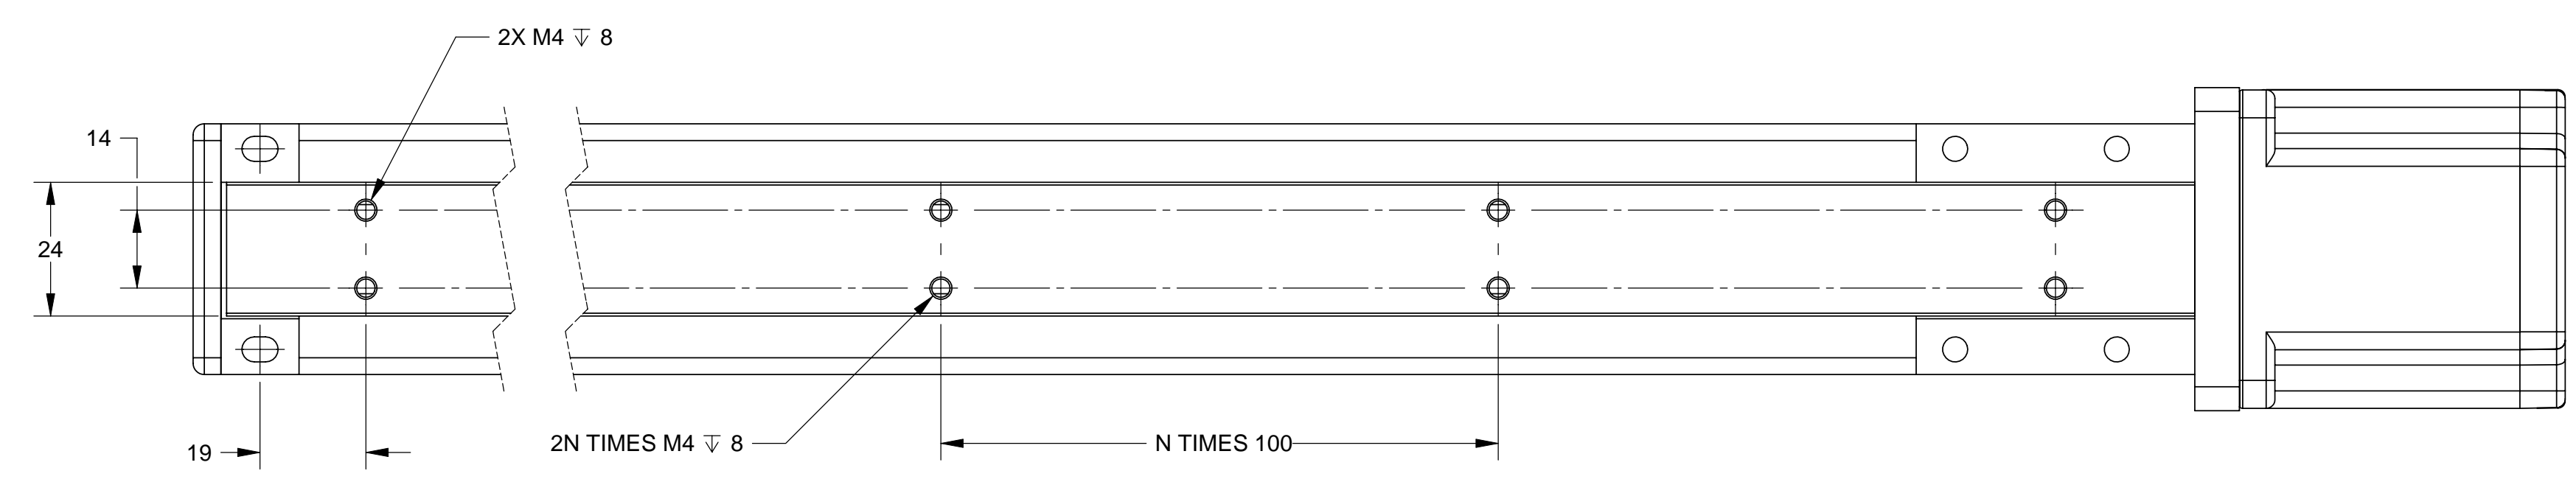 2X M4 ↧ 8
14
24
2N TIMES M4 ↧ 8
N TIMES 100
19